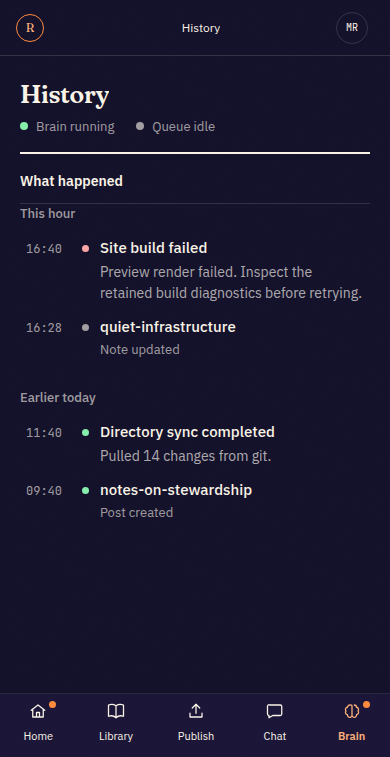 R
History
MR
History
Brain running
Queue idle
What happened
This hour
16:40
Site build failed
Preview render failed. Inspect the
retained build diagnostics before retrying.
16:28
quiet-infrastructure
Note updated
Earlier today
11:40
Directory sync completed
Pulled 14 changes from git.
09:40
notes-on-stewardship
Post created
Home
Library
Publish
Chat
Brain